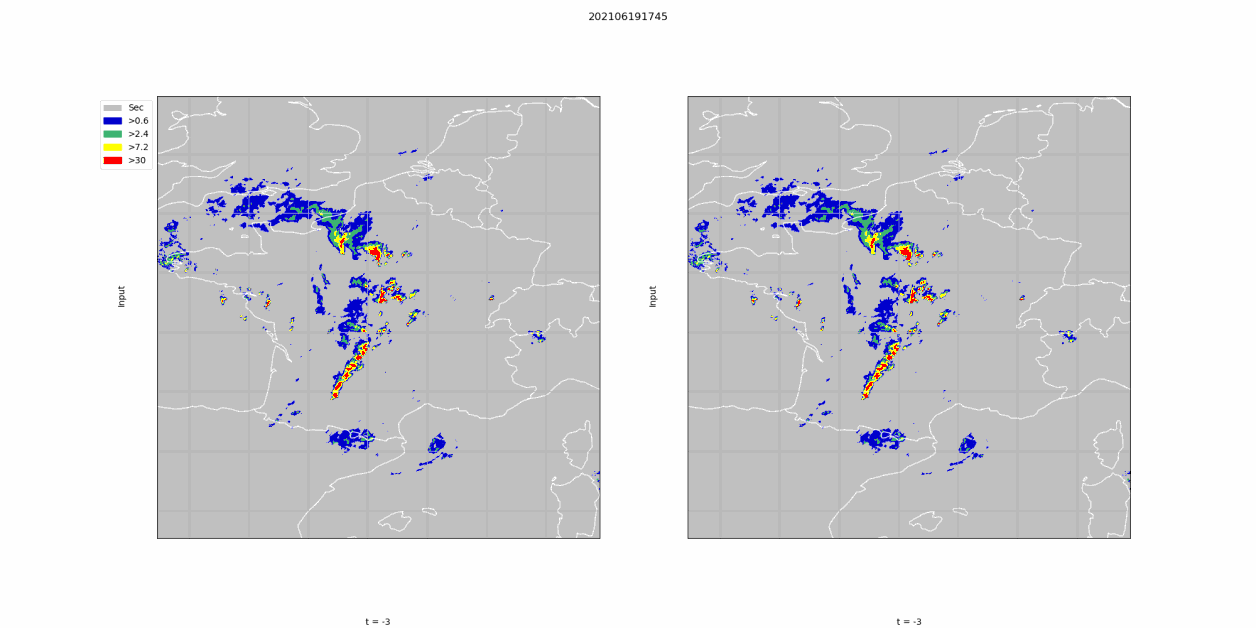 202106191745
Sec
>0.6
>2.4
>7.2
>30
Input
Input
t = -3
t = -3